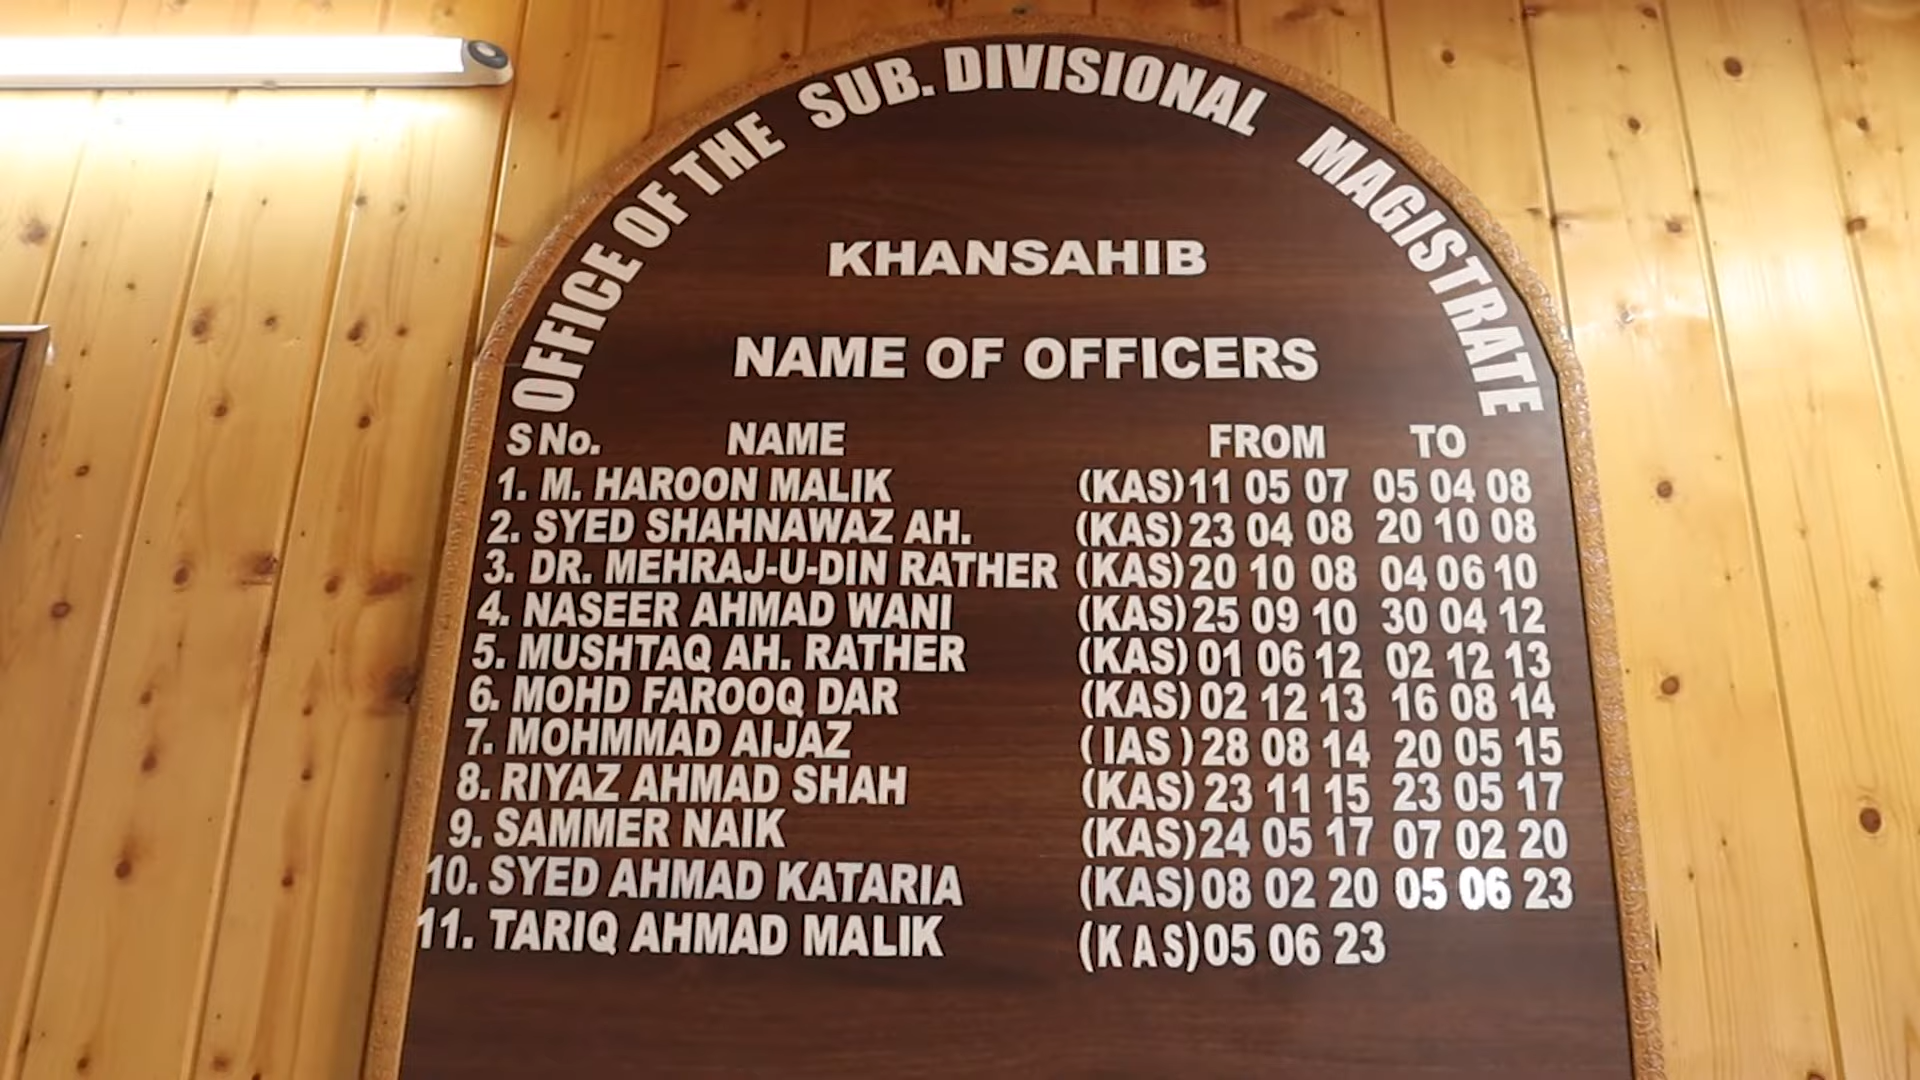 OFFICE OF THE SUB. DIVISIONAL MAGISTRATE
KHANSAHIB
NAME OF OFFICERS
S No. NAME FROM TO
1. M. HAROON MALIK (KAS) 11 05 07 05 04 08
2. SYED SHAHNAWAZ AH. (KAS) 23 04 08 20 10 08
3. DR. MEHRAJ-U-DIN RATHER (KAS) 20 10 08 04 06 10
4. NASEER AHMAD WANI (KAS) 25 09 10 30 04 12
5. MUSHTAQ AH. RATHER (KAS) 01 06 12 02 12 13
6. MOHD FAROOQ DAR (KAS) 02 12 13 16 08 14
7. MOHMMAD AIJAZ ( IAS ) 28 08 14 20 05 15
8. RIYAZ AHMAD SHAH (KAS) 23 11 15 23 05 17
9. SAMMER NAIK (KAS) 24 05 17 07 02 20
10. SYED AHMAD KATARIA (KAS) 08 02 20 05 06 23
11. TARIQ AHMAD MALIK (K A S) 05 06 23